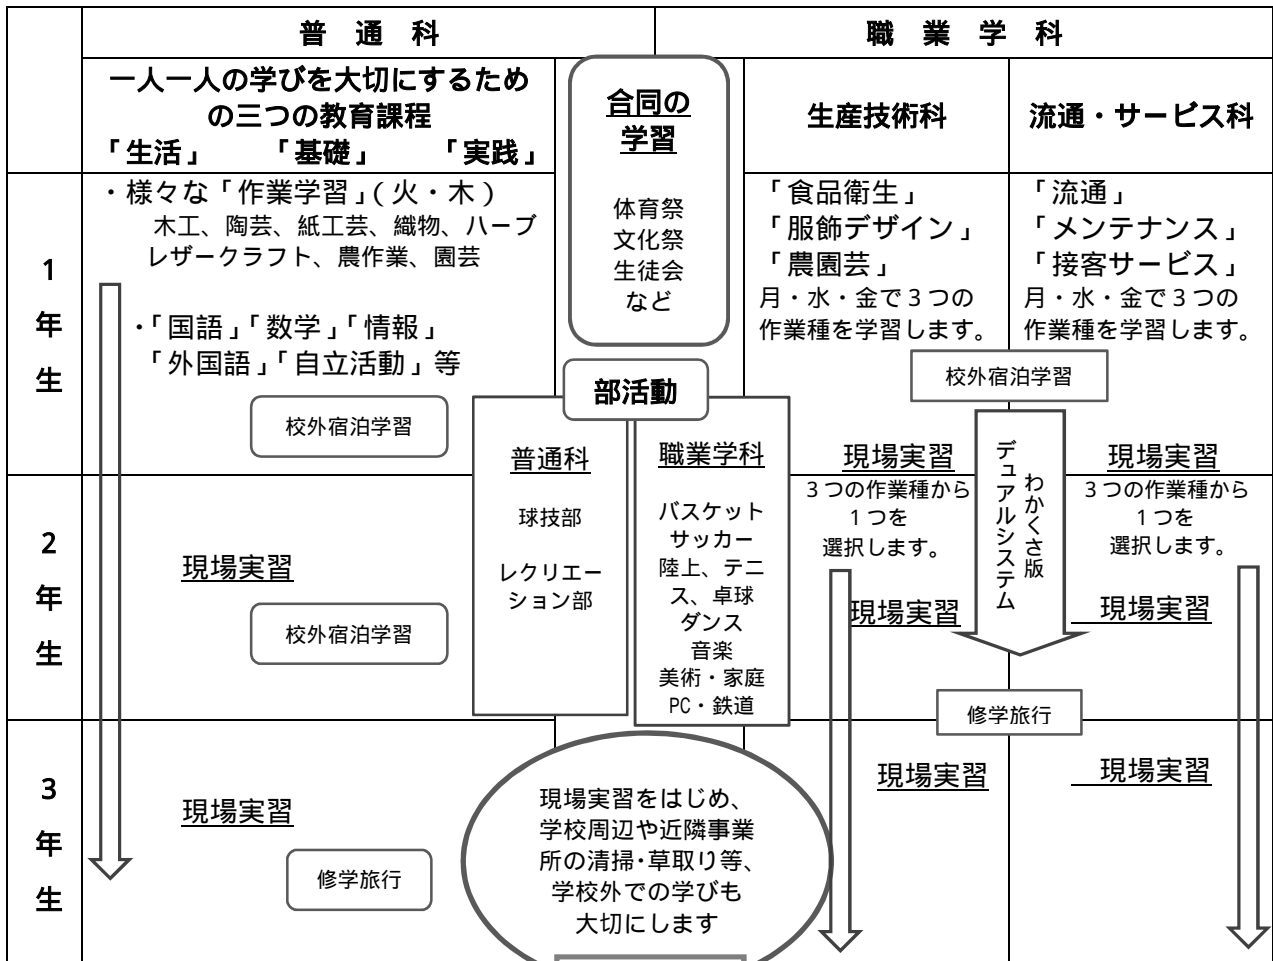 普 通 科
職 業 学 科
一人一人の学びを大切にするため
の三つの教育課程
「生活」 「基礎」 「実践」
合同の
学習
体育祭
文化祭
生徒会
など
生産技術科
流通・サービス科
1
年
生
・様々な「作業学習」(火・木)
木工、陶芸、紙工芸、織物、ハーブ
レザークラフト、農作業、園芸
・「国語」「数学」「情報」
「外国語」「自立活動」等
校外宿泊学習
「食品衛生」
「服飾デザイン」
「農園芸」
月・水・金で3つの
作業種を学習します。
「流通」
「メンテナンス」
「接客サービス」
月・水・金で3つの
作業種を学習します。
校外宿泊学習
部活動
普通科
球技部
レクリエー
ション部
職業学科
バスケット
サッカー
陸上、テニ
ス、卓球
ダンス
音楽
美術・家庭
PC・鉄道
現場実習
現場実習
わかくさ版
デュアルシステム
2
年
生
現場実習
校外宿泊学習
3つの作業種から
1つを
選択します。
現場実習
3つの作業種から
1つを
選択します。
現場実習
修学旅行
3
年
生
現場実習
修学旅行
現場実習をはじめ、
学校周辺や近隣事業
所の清掃・草取り等、
学校外での学びも
大切にします
現場実習
現場実習